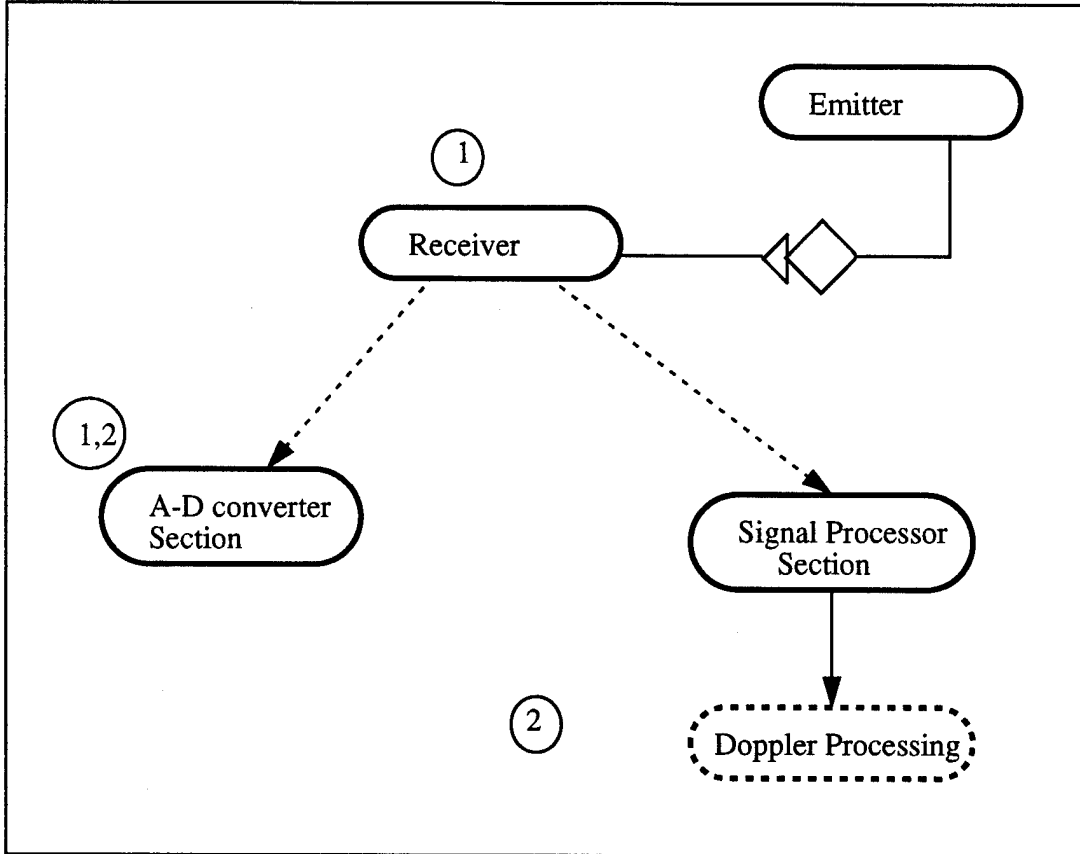 Emitter
1
Receiver
1,2
A-D converter
Section
Signal Processor
Section
2
Doppler Processing